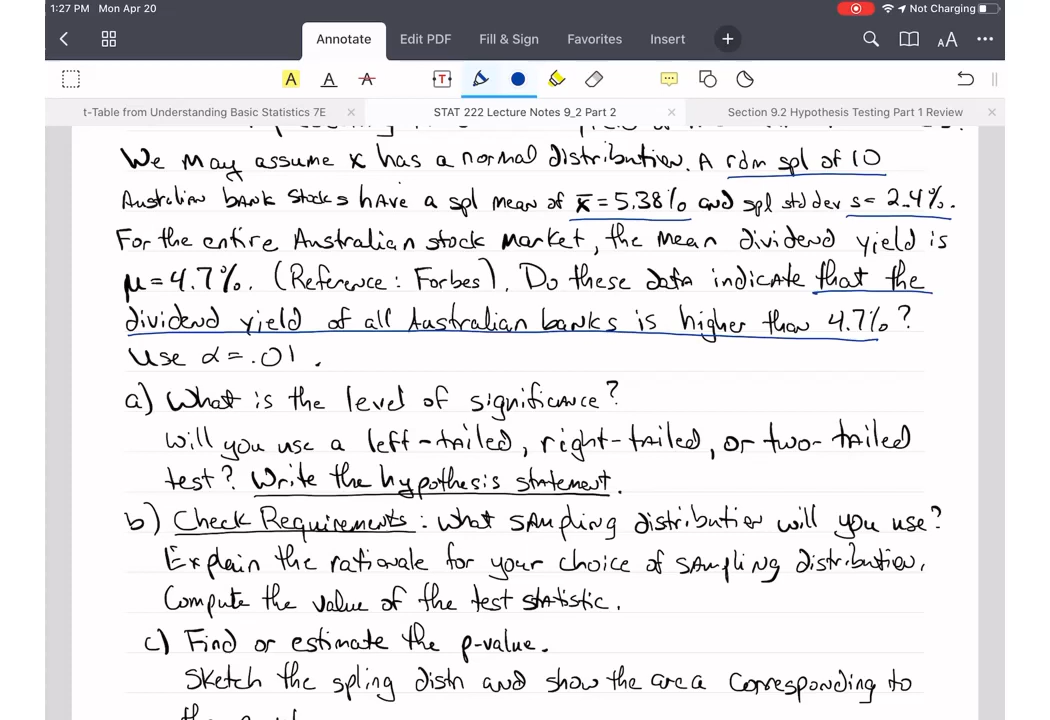 1:27 PM Mon Apr 20
Not Charging
Annotate Edit PDF Fill & Sign Favorites Insert
t-Table from Understanding Basic Statistics 7E
STAT 222 Lecture Notes 9_2 Part 2
Section 9.2 Hypothesis Testing Part 1 Review
We may assume x has a normal distribution. A rdm spl of 10
Australian bank stocks have a spl mean of x̄ = 5.38% and spl std dev s = 2.4%.
For the entire Australian stock market, the mean dividend yield is
μ = 4.7%. (Reference: Forbes). Do these data indicate that the
dividend yield of all Australian banks is higher than 4.7%?
Use α = .01.
a) What is the level of significance?
Will you use a left-tailed, right-tailed, or two-tailed
test? Write the hypothesis statement.
b) Check Requirements: What sampling distribution will you use?
Explain the rationale for your choice of sampling distribution.
Compute the value of the test statistic.
c) Find or estimate the p-value.
Sketch the spling distn and show the area corresponding to